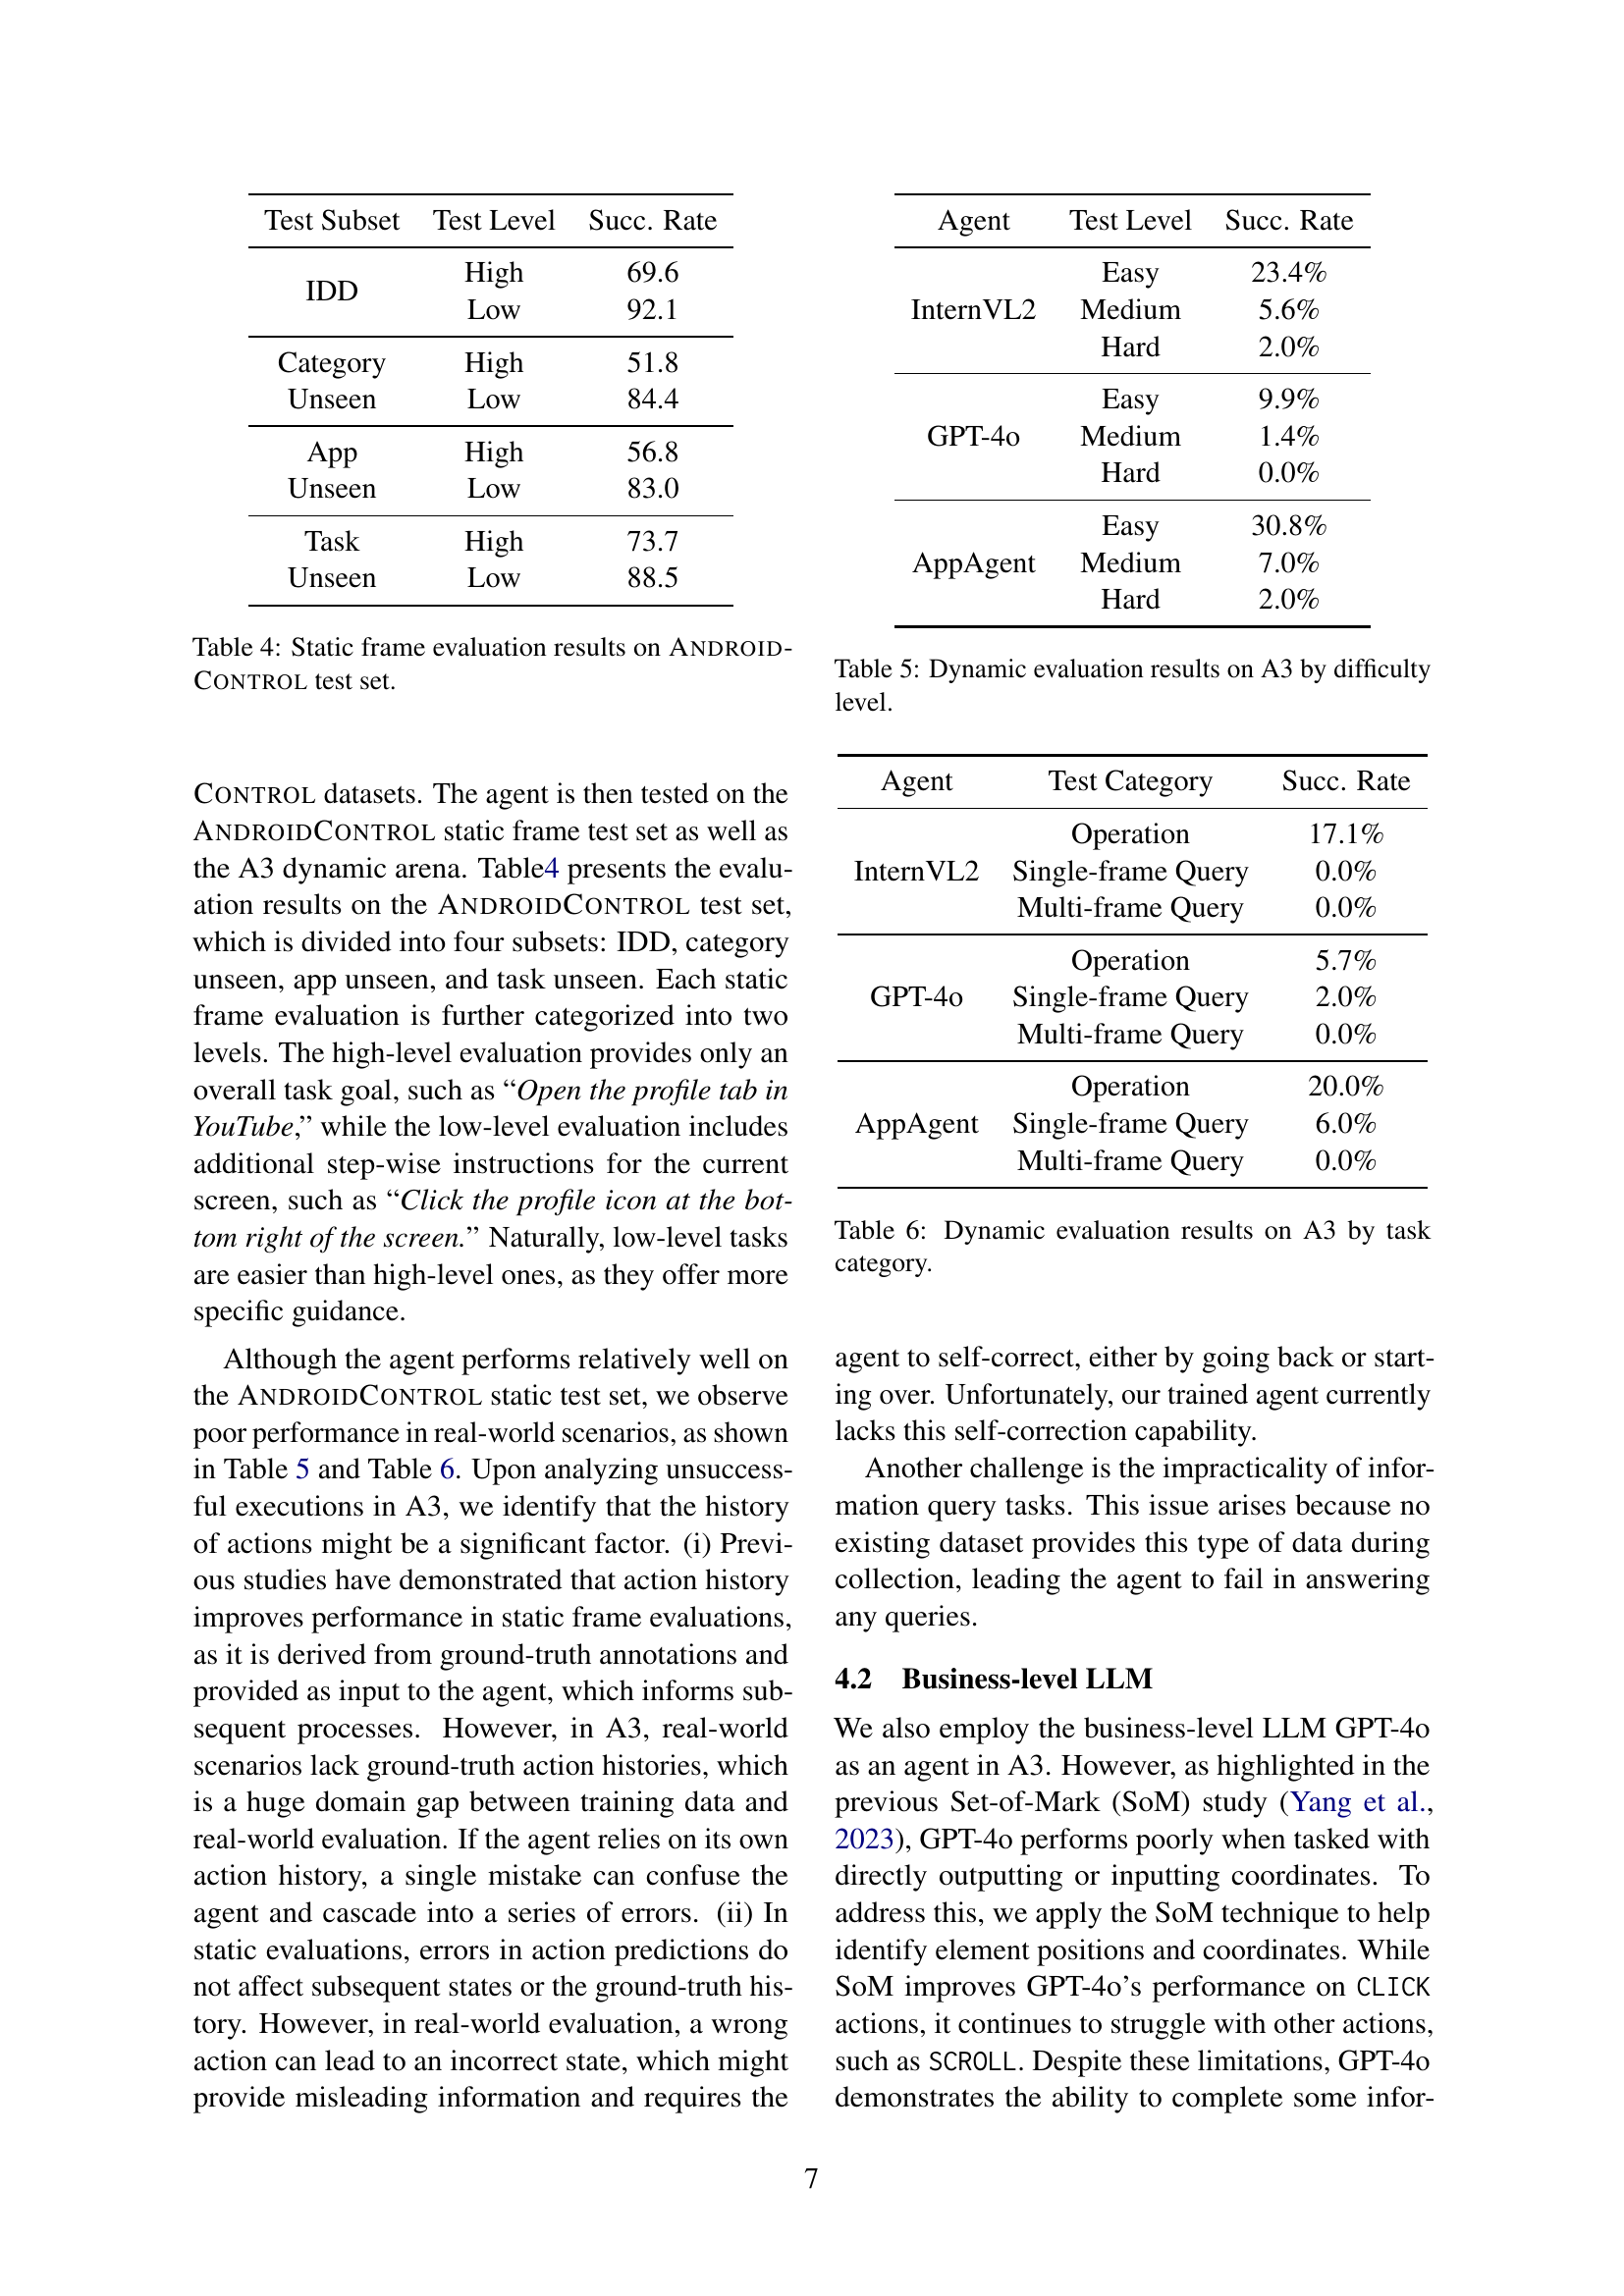 Test Subset Test Level Succ. Rate
IDD High 69.6
Low 92.1
Category High 51.8
Unseen Low 84.4
App High 56.8
Unseen Low 83.0
Task High 73.7
Unseen Low 88.5
Table 4: Static frame evaluation results on ANDROID-
CONTROL test set.
CONTROL datasets. The agent is then tested on the
ANDROIDCONTROL static frame test set as well as
the A3 dynamic arena. Table4 presents the evalu-
ation results on the ANDROIDCONTROL test set,
which is divided into four subsets: IDD, category
unseen, app unseen, and task unseen. Each static
frame evaluation is further categorized into two
levels. The high-level evaluation provides only an
overall task goal, such as “Open the profile tab in
YouTube,” while the low-level evaluation includes
additional step-wise instructions for the current
screen, such as “Click the profile icon at the bot-
tom right of the screen.” Naturally, low-level tasks
are easier than high-level ones, as they offer more
specific guidance.
Although the agent performs relatively well on
the ANDROIDCONTROL static test set, we observe
poor performance in real-world scenarios, as shown
in Table 5 and Table 6. Upon analyzing unsuccess-
ful executions in A3, we identify that the history
of actions might be a significant factor. (i) Previ-
ous studies have demonstrated that action history
improves performance in static frame evaluations,
as it is derived from ground-truth annotations and
provided as input to the agent, which informs sub-
sequent processes. However, in A3, real-world
scenarios lack ground-truth action histories, which
is a huge domain gap between training data and
real-world evaluation. If the agent relies on its own
action history, a single mistake can confuse the
agent and cascade into a series of errors. (ii) In
static evaluations, errors in action predictions do
not affect subsequent states or the ground-truth his-
tory. However, in real-world evaluation, a wrong
action can lead to an incorrect state, which might
provide misleading information and requires the
Agent Test Level Succ. Rate
Easy 23.4%
InternVL2 Medium 5.6%
Hard 2.0%
Easy 9.9%
GPT-4o Medium 1.4%
Hard 0.0%
Easy 30.8%
AppAgent Medium 7.0%
Hard 2.0%
Table 5: Dynamic evaluation results on A3 by difficulty
level.
Agent Test Category Succ. Rate
Operation 17.1%
InternVL2 Single-frame Query 0.0%
Multi-frame Query 0.0%
Operation 5.7%
GPT-4o Single-frame Query 2.0%
Multi-frame Query 0.0%
Operation 20.0%
AppAgent Single-frame Query 6.0%
Multi-frame Query 0.0%
Table 6: Dynamic evaluation results on A3 by task
category.
agent to self-correct, either by going back or start-
ing over. Unfortunately, our trained agent currently
lacks this self-correction capability.
Another challenge is the impracticality of infor-
mation query tasks. This issue arises because no
existing dataset provides this type of data during
collection, leading the agent to fail in answering
any queries.
4.2 Business-level LLM
We also employ the business-level LLM GPT-4o
as an agent in A3. However, as highlighted in the
previous Set-of-Mark (SoM) study (Yang et al.,
2023), GPT-4o performs poorly when tasked with
directly outputting or inputting coordinates. To
address this, we apply the SoM technique to help
identify element positions and coordinates. While
SoM improves GPT-4o’s performance on CLICK
actions, it continues to struggle with other actions,
such as SCROLL. Despite these limitations, GPT-4o
demonstrates the ability to complete some infor-
7